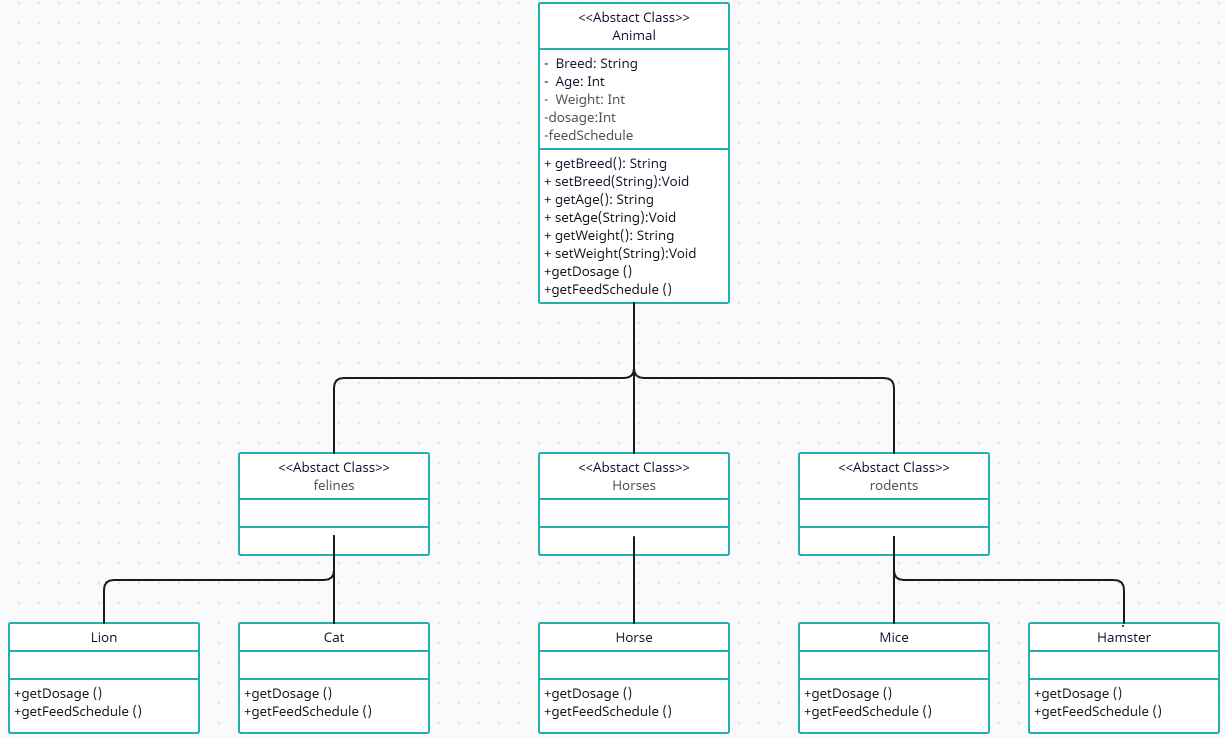 <<Abstact Class>>
Animal
- Breed: String
- Age: Int
- Weight: Int
-dosage:Int
-feedSchedule
+ getBreed(): String
+ setBreed(String):Void
+ getAge(): String
+ setAge(String):Void
+ getWeight(): String
+ setWeight(String):Void
+getDosage ()
+getFeedSchedule ()
<<Abstact Class>>
felines
<<Abstact Class>>
Horses
<<Abstact Class>>
rodents
Lion
+getDosage ()
+getFeedSchedule ()
Cat
+getDosage ()
+getFeedSchedule ()
Horse
+getDosage ()
+getFeedSchedule ()
Mice
+getDosage ()
+getFeedSchedule ()
Hamster
+getDosage ()
+getFeedSchedule ()